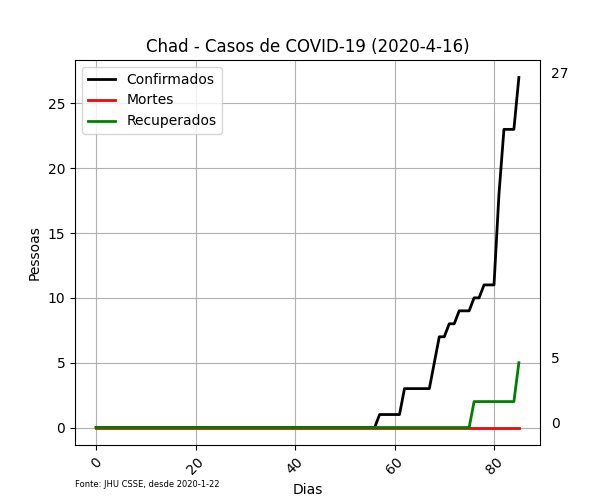 Chad - Casos de COVID-19 (2020-4-16)
Confirmados
Mortes
Recuperados
27
5
0
25
20
15
10
5
0
Pessoas
0
20
40
60
80
Dias
Fonte: JHU CSSE, desde 2020-1-22